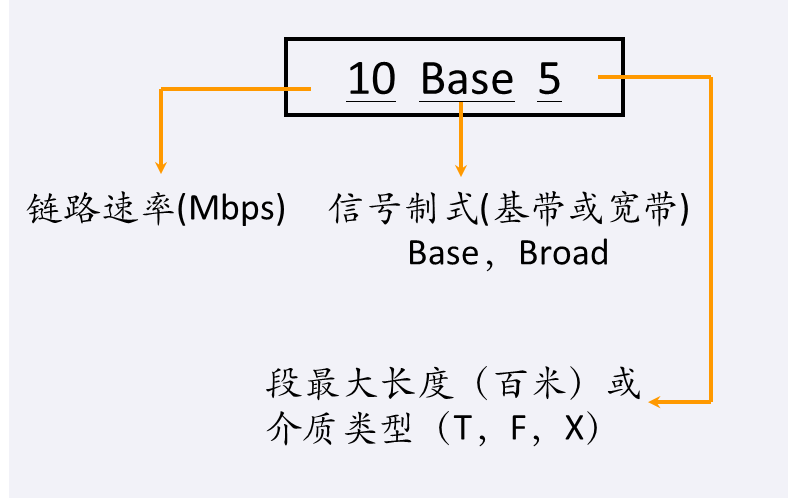 10 Base 5
链路速率(Mbps)
信号制式(基带或宽带)
Base，Broad
段最大长度（百米）或
介质类型（T，F，X）